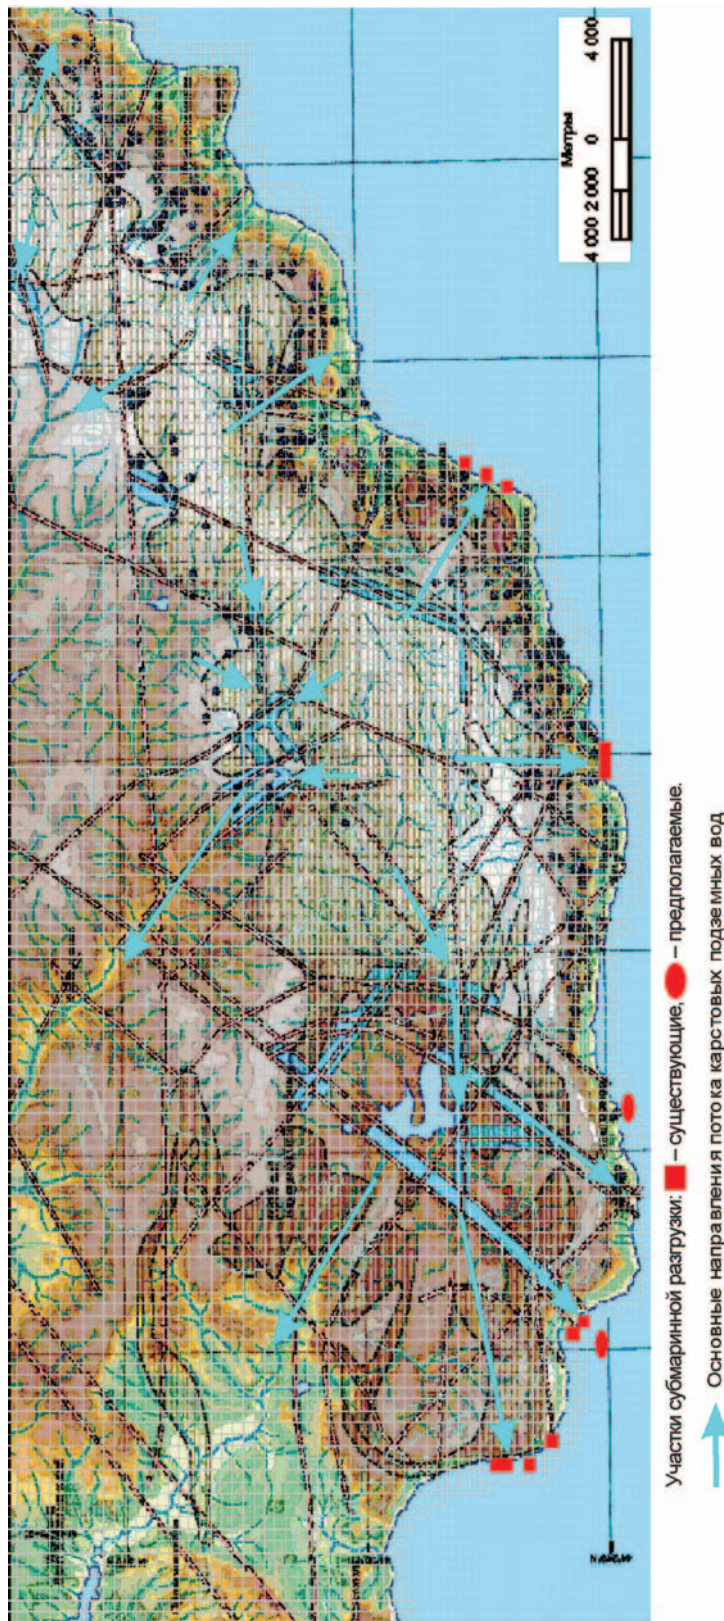 Метры
4 000 2 000 0 4 000
Участки субмаринной разгрузки: – существующие, – предполагаемые.
Основные направления потока карстовых подземных вод